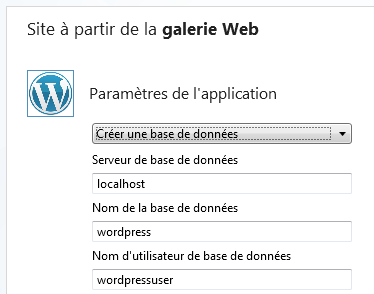 Site à partir de la galerie Web
Paramètres de l'application
Créer une base de données
Serveur de base de données
localhost
Nom de la base de données
wordpress
Nom d'utilisateur de base de données
wordpressuser